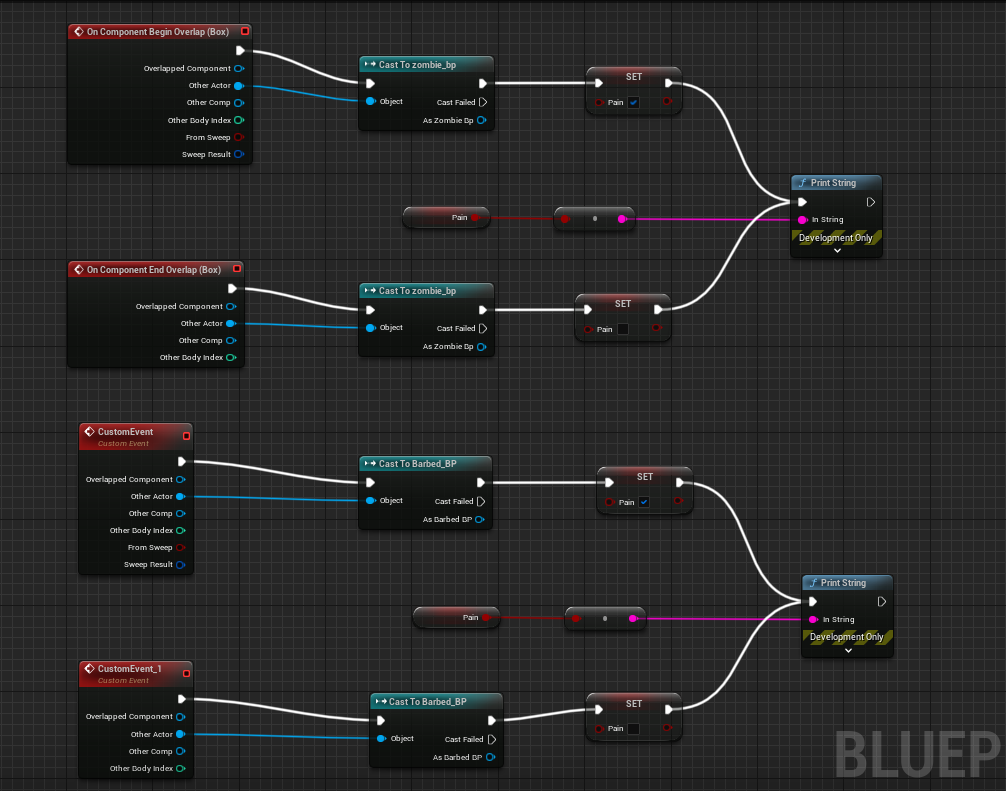 On Component Begin Overlap (Box)
Overlapped Component
Other Actor
Other Comp
Other Body Index
From Sweep
Sweep Result
Cast To zombie_bp
Object
Cast Failed
As Zombie Bp
SET
Pain
Print String
In String
Development Only
Pain
On Component End Overlap (Box)
Overlapped Component
Other Actor
Other Comp
Other Body Index
Cast To zombie_bp
Object
Cast Failed
As Zombie Bp
SET
Pain
CustomEvent
Custom Event
Overlapped Component
Other Actor
Other Comp
Other Body Index
From Sweep
Sweep Result
Cast To Barbed_BP
Object
Cast Failed
As Barbed BP
SET
Pain
Print String
In String
Development Only
Pain
CustomEvent_1
Custom Event
Overlapped Component
Other Actor
Other Comp
Other Body Index
Cast To Barbed_BP
Object
Cast Failed
As Barbed BP
SET
Pain
BLUEP